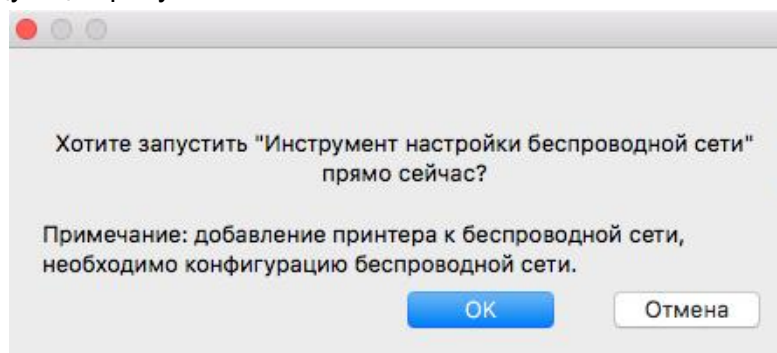 Хотите запустить "Инструмент настройки беспроводной сети"
прямо сейчас?
Примечание: добавление принтера к беспроводной сети,
необходимо конфигурацию беспроводной сети.
OK Отмена